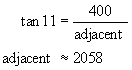 tan 11 = 400 / adjacent
adjacent ≈ 2058